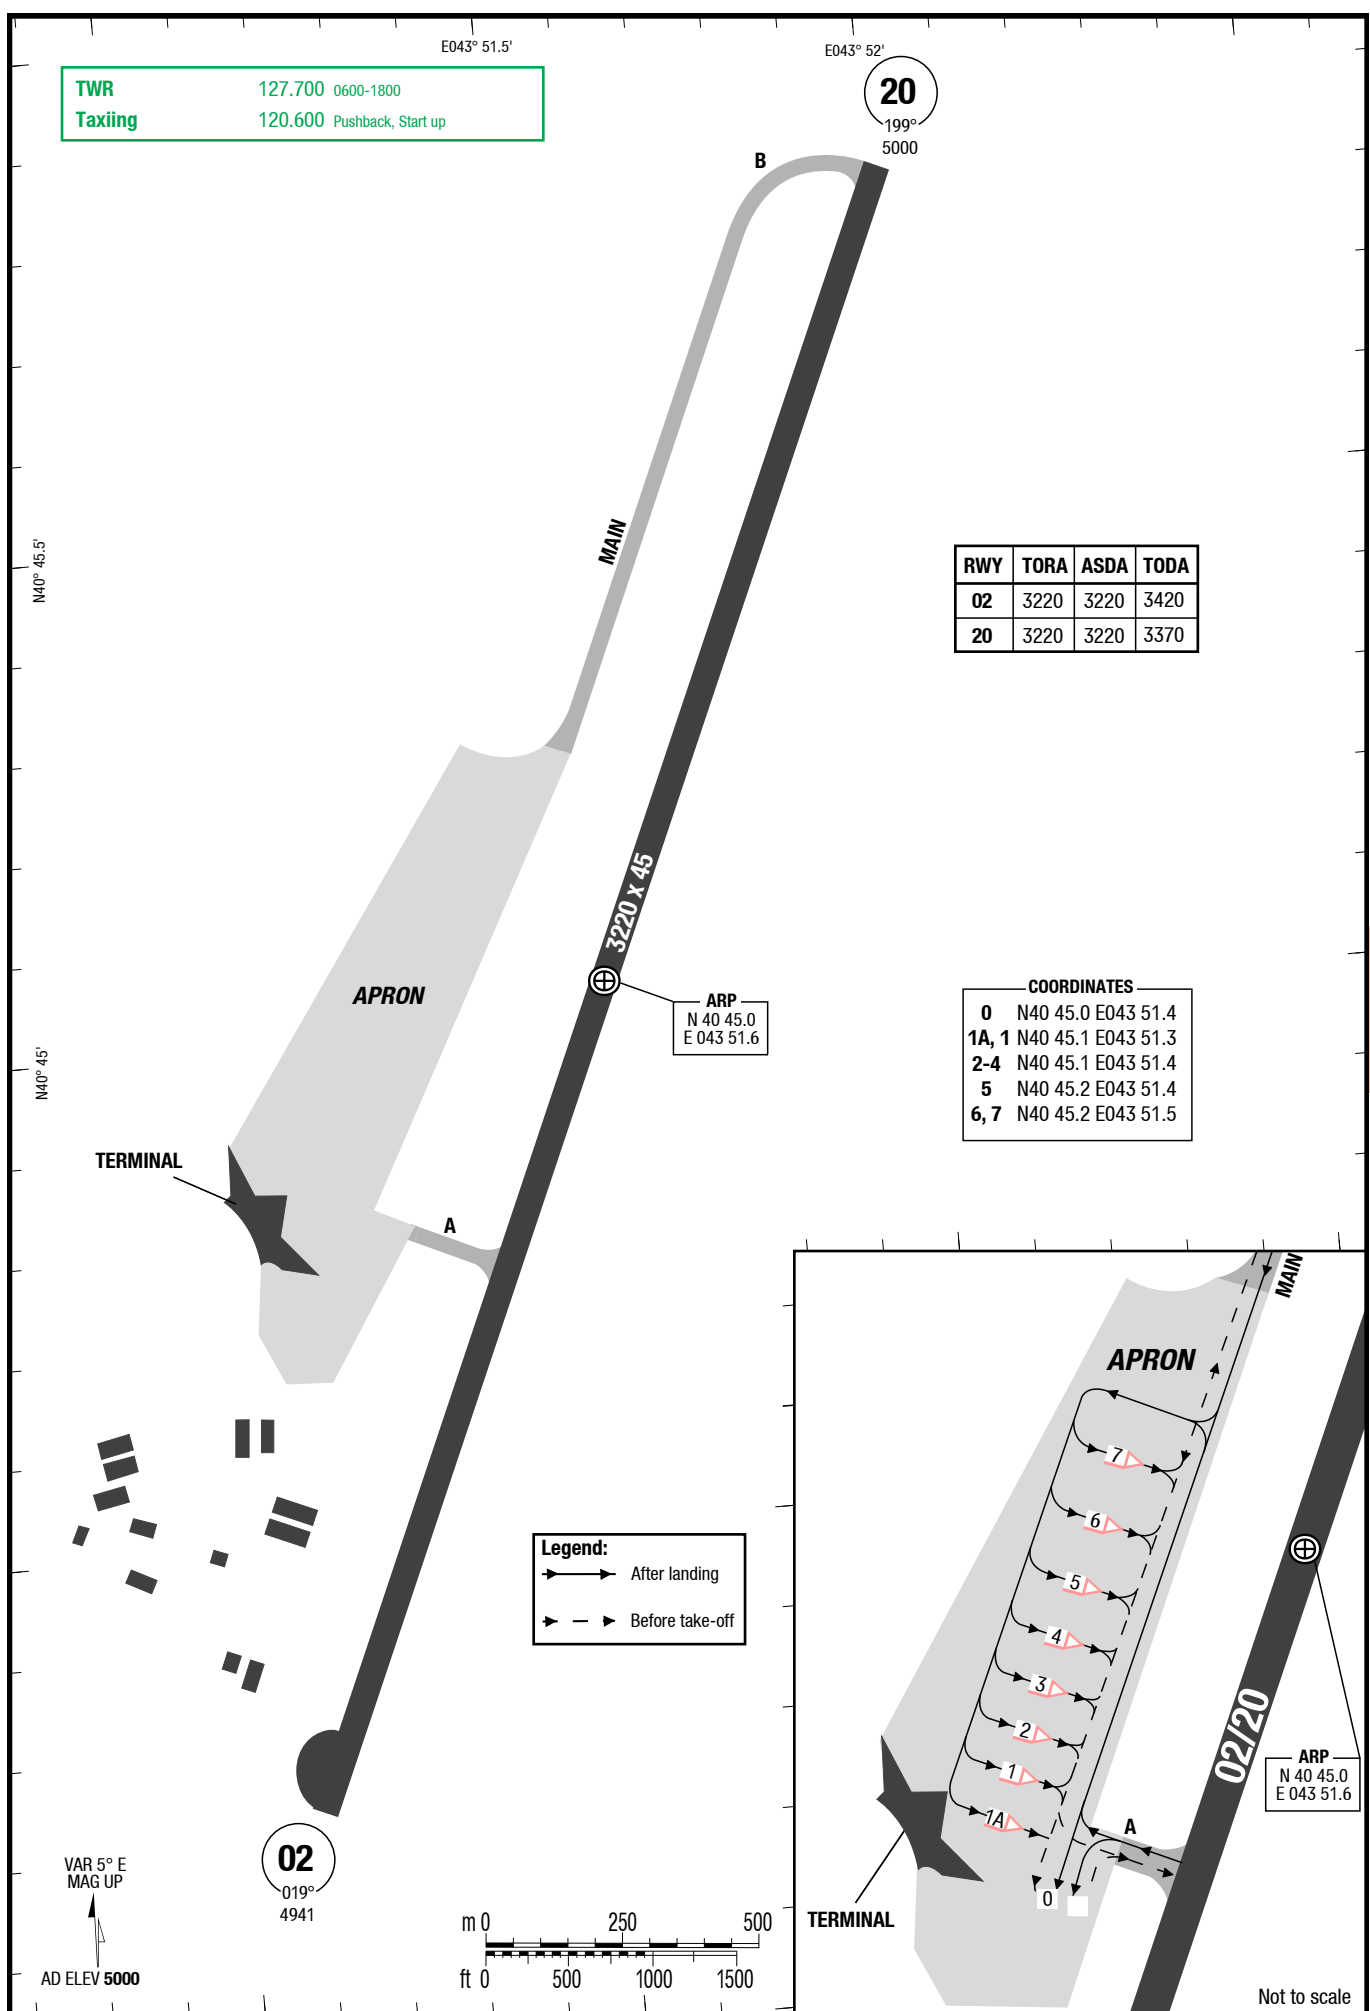 E043° 51.5'
E043° 52'
TWR 127.700 0600-1800
Taxiing 120.600 Pushback, Start up
20
199°
5000
B
MAIN
N40° 45.5'
RWY TORA ASDA TODA
02 3220 3220 3420
20 3220 3220 3370
3220 x 45
APRON
ARP
N 40 45.0
E 043 51.6
COORDINATES
0 N40 45.0 E043 51.4
1A, 1 N40 45.1 E043 51.3
2-4 N40 45.1 E043 51.4
5 N40 45.2 E043 51.4
6, 7 N40 45.2 E043 51.5
N40° 45'
TERMINAL
A
MAIN
APRON
7
6
5
4
3
2
1
1A
A
0
02/20
ARP
N 40 45.0
E 043 51.6
TERMINAL
Not to scale
Legend:
After landing
Before take-off
02
019°
4941
VAR 5° E
MAG UP
AD ELEV 5000
m 0 250 500
ft 0 500 1000 1500